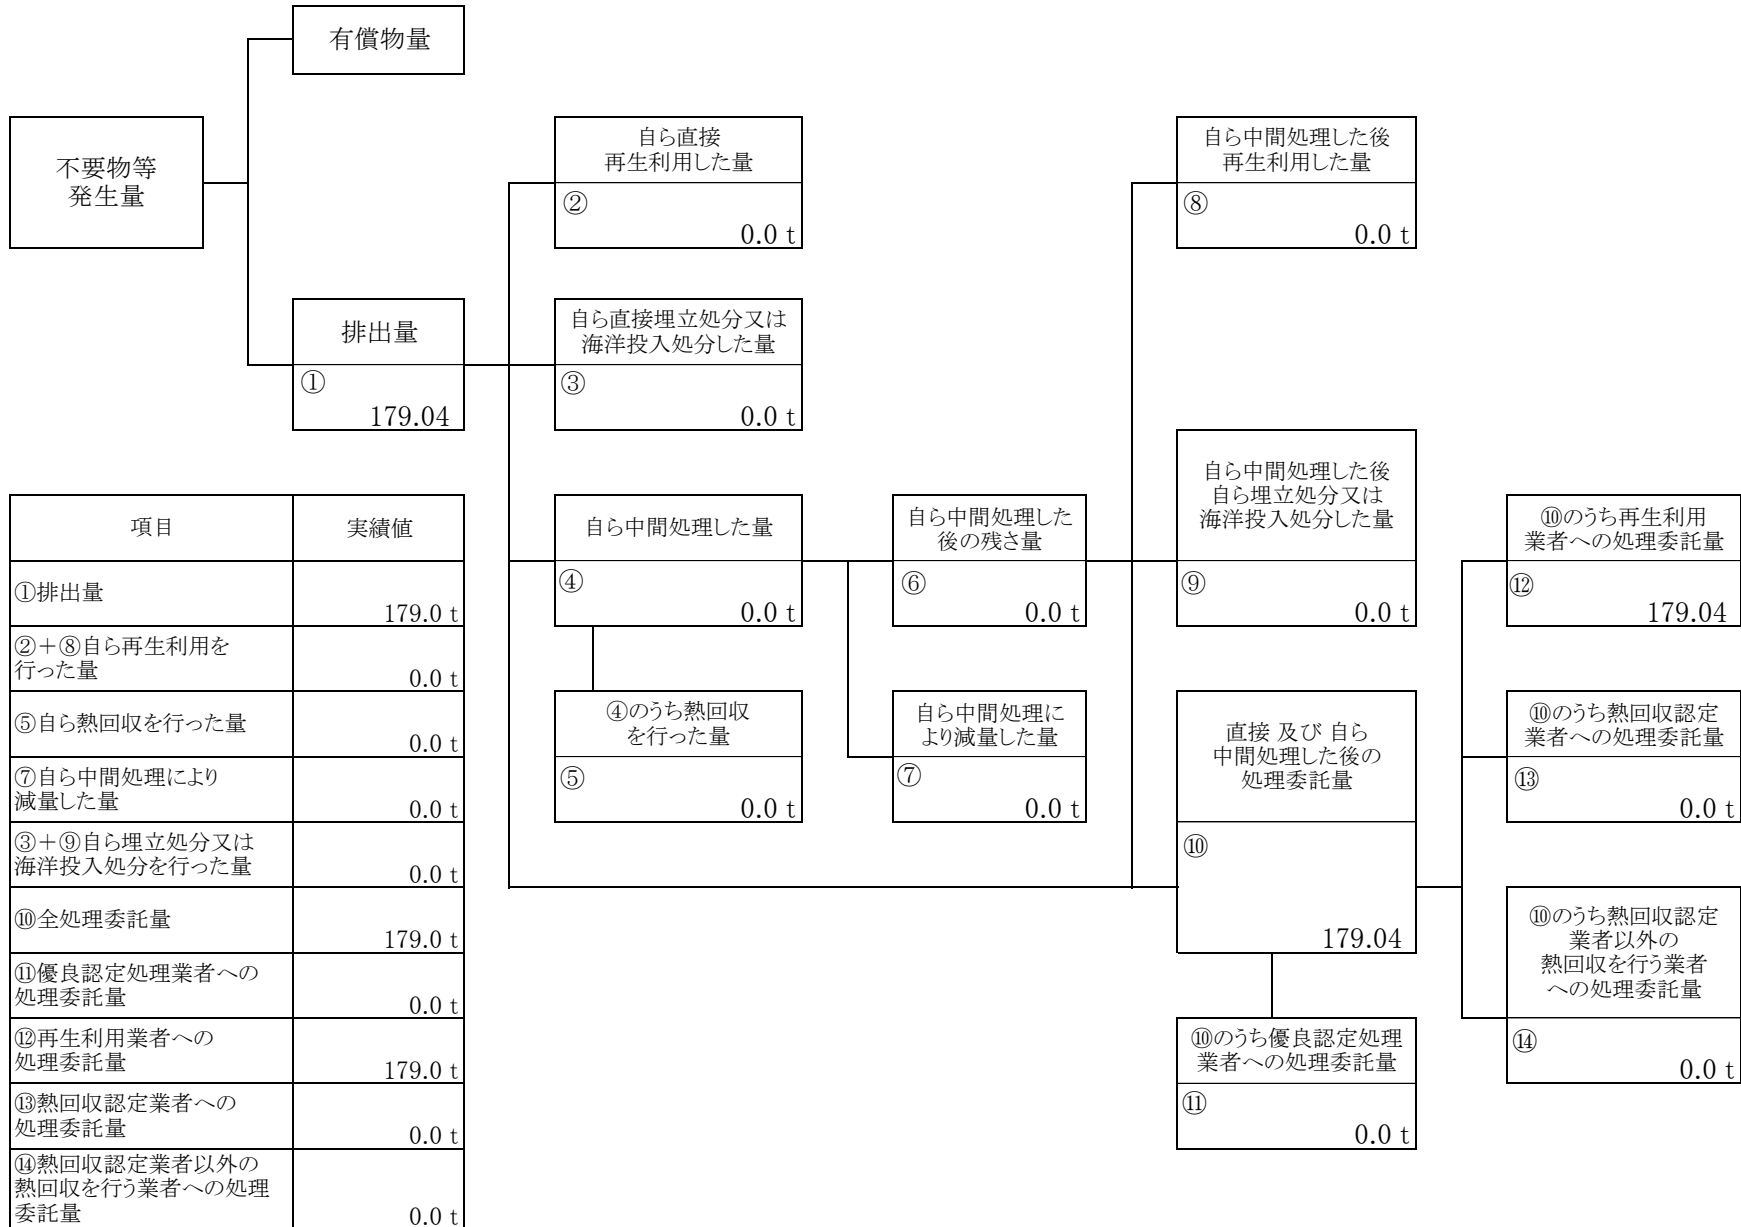 有償物量
不要物等
発生量
自ら直接
再生利用した量
②
0.0 t
自ら中間処理した後
再生利用した量
⑧
0.0 t
排出量
①
179.04
自ら直接埋立処分又は
海洋投入処分した量
③
0.0 t
自ら中間処理した量
④
0.0 t
自ら中間処理した
後の残さ量
⑥
0.0 t
自ら中間処理した後
自ら埋立処分又は
海洋投入処分した量
⑨
0.0 t
⑩のうち再生利用
業者への処理委託量
⑫
179.04
④のうち熱回収
を行った量
⑤
0.0 t
自ら中間処理に
より減量した量
⑦
0.0 t
直接 及び 自ら
中間処理した後の
処理委託量
⑩
179.04
⑩のうち熱回収認定
業者への処理委託量
⑬
0.0 t
⑩のうち熱回収認定
業者以外の
熱回収を行う業者
への処理委託量
⑭
0.0 t
⑩のうち優良認定処理
業者への処理委託量
⑪
0.0 t
項目 実績値
①排出量
179.0 t
②+⑧自ら再生利用を
行った量
0.0 t
⑤自ら熱回収を行った量
0.0 t
⑦自ら中間処理により
減量した量
0.0 t
③+⑨自ら埋立処分又は
海洋投入処分を行った量
0.0 t
⑩全処理委託量
179.0 t
⑪優良認定処理業者への
処理委託量
0.0 t
⑫再生利用業者への
処理委託量
179.0 t
⑬熱回収認定業者への
処理委託量
0.0 t
⑭熱回収認定業者以外の
熱回収を行う業者への処理
委託量
0.0 t